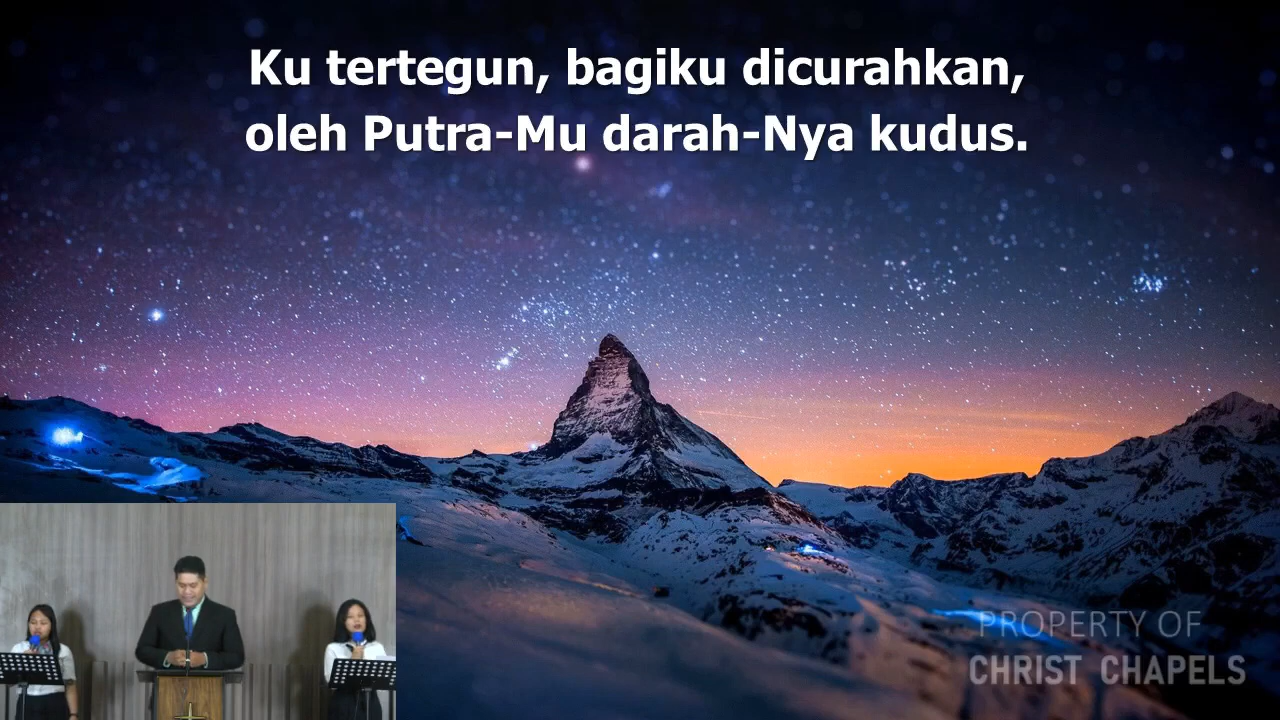 Ku tertegun, bagiku dicurahkan,
oleh Putra-Mu darah-Nya kudus.
PROPERTY OF
CHRIST CHAPELS